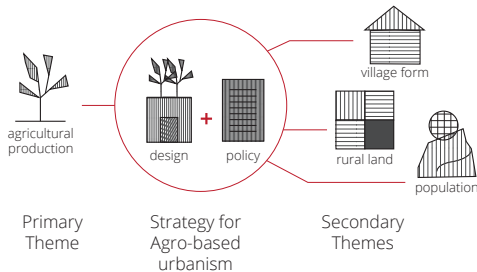 agricultural
production
design
+
policy
village form
rural land
population
Primary
Theme
Strategy for
Agro-based
urbanism
Secondary
Themes